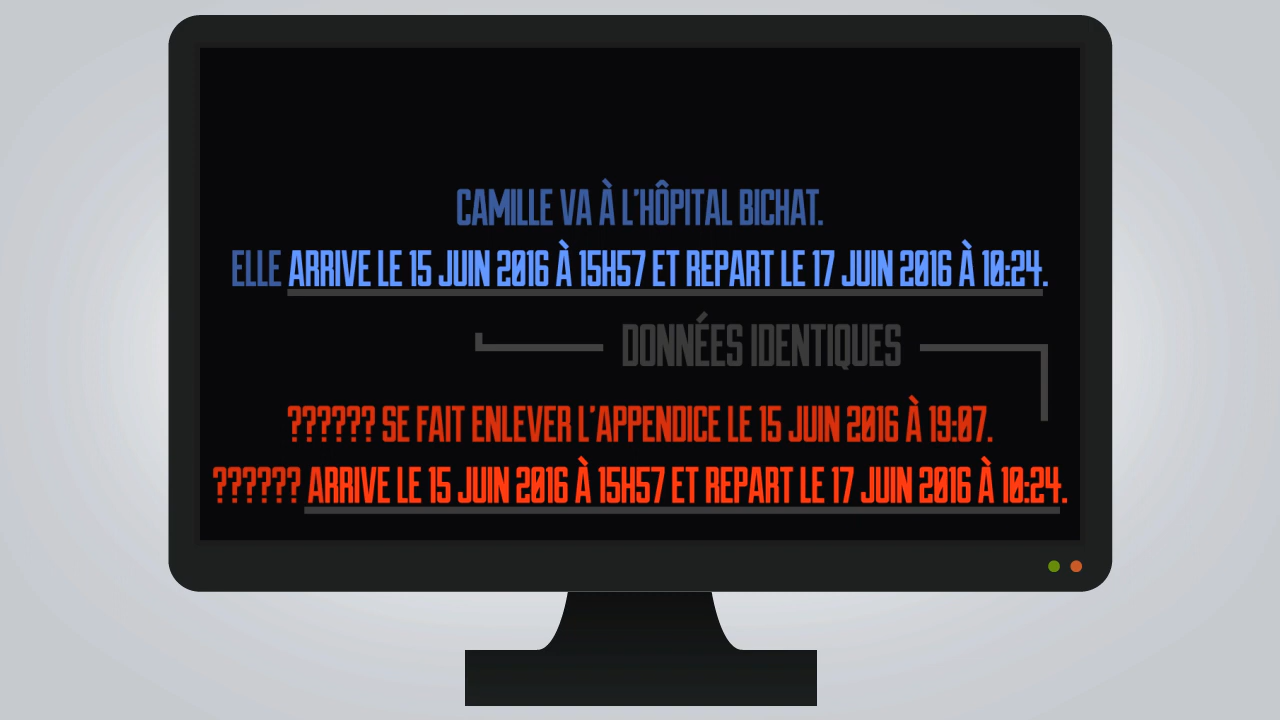 CAMILLE VA À L'HÔPITAL BICHAT.
ELLE ARRIVE LE 15 JUIN 2016 À 15H57 ET REPART LE 17 JUIN 2016 À 10:24.
DONNÉES IDENTIQUES
?????? SE FAIT ENLEVER L'APPENDICE LE 15 JUIN 2016 À 19:07.
?????? ARRIVE LE 15 JUIN 2016 À 15H57 ET REPART LE 17 JUIN 2016 À 10:24.